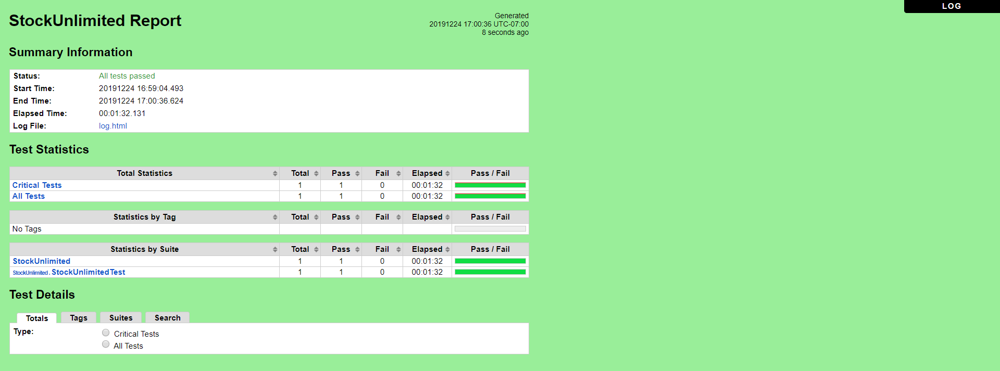 LOG
StockUnlimited Report
Generated
20191224 17:00:36 UTC-07:00
8 seconds ago
Summary Information
Status: All tests passed
Start Time: 20191224 16:59:04.493
End Time: 20191224 17:00:36.624
Elapsed Time: 00:01:32.131
Log File: log.html
Test Statistics
Total Statistics Total Pass Fail Elapsed Pass / Fail
Critical Tests 1 1 0 00:01:32
All Tests 1 1 0 00:01:32
Statistics by Tag Total Pass Fail Elapsed Pass / Fail
No Tags
Statistics by Suite Total Pass Fail Elapsed Pass / Fail
StockUnlimited 1 1 0 00:01:32
StockUnlimited . StockUnlimitedTest 1 1 0 00:01:32
Test Details
Totals Tags Suites Search
Type: Critical Tests
All Tests